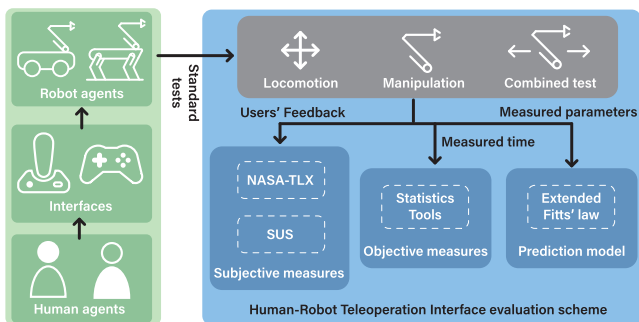 Robot agents
Interfaces
Human agents
Standard
tests
Locomotion
Manipulation
Combined test
Users' Feedback
Measured parameters
Measured time
NASA-TLX
SUS
Subjective measures
Statistics
Tools
Objective measures
Extended
Fitts' law
Prediction model
Human-Robot Teleoperation Interface evaluation scheme